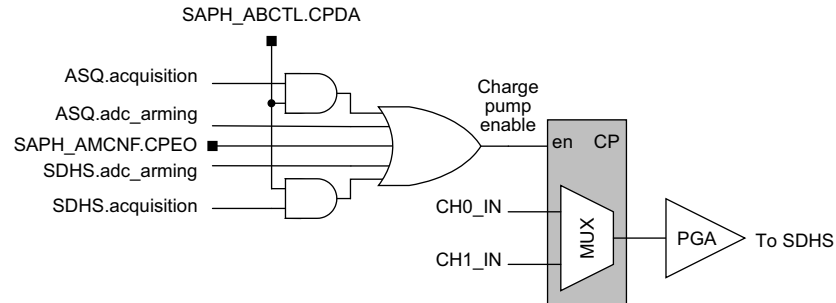 SAPH_ABCTL.CPDA
ASQ.acquisition
ASQ.adc_arming
SAPH_AMCNF.CPEO
SDHS.adc_arming
SDHS.acquisition
Charge
pump
enable
en CP
CH0_IN
CH1_IN
MUX
PGA
To SDHS